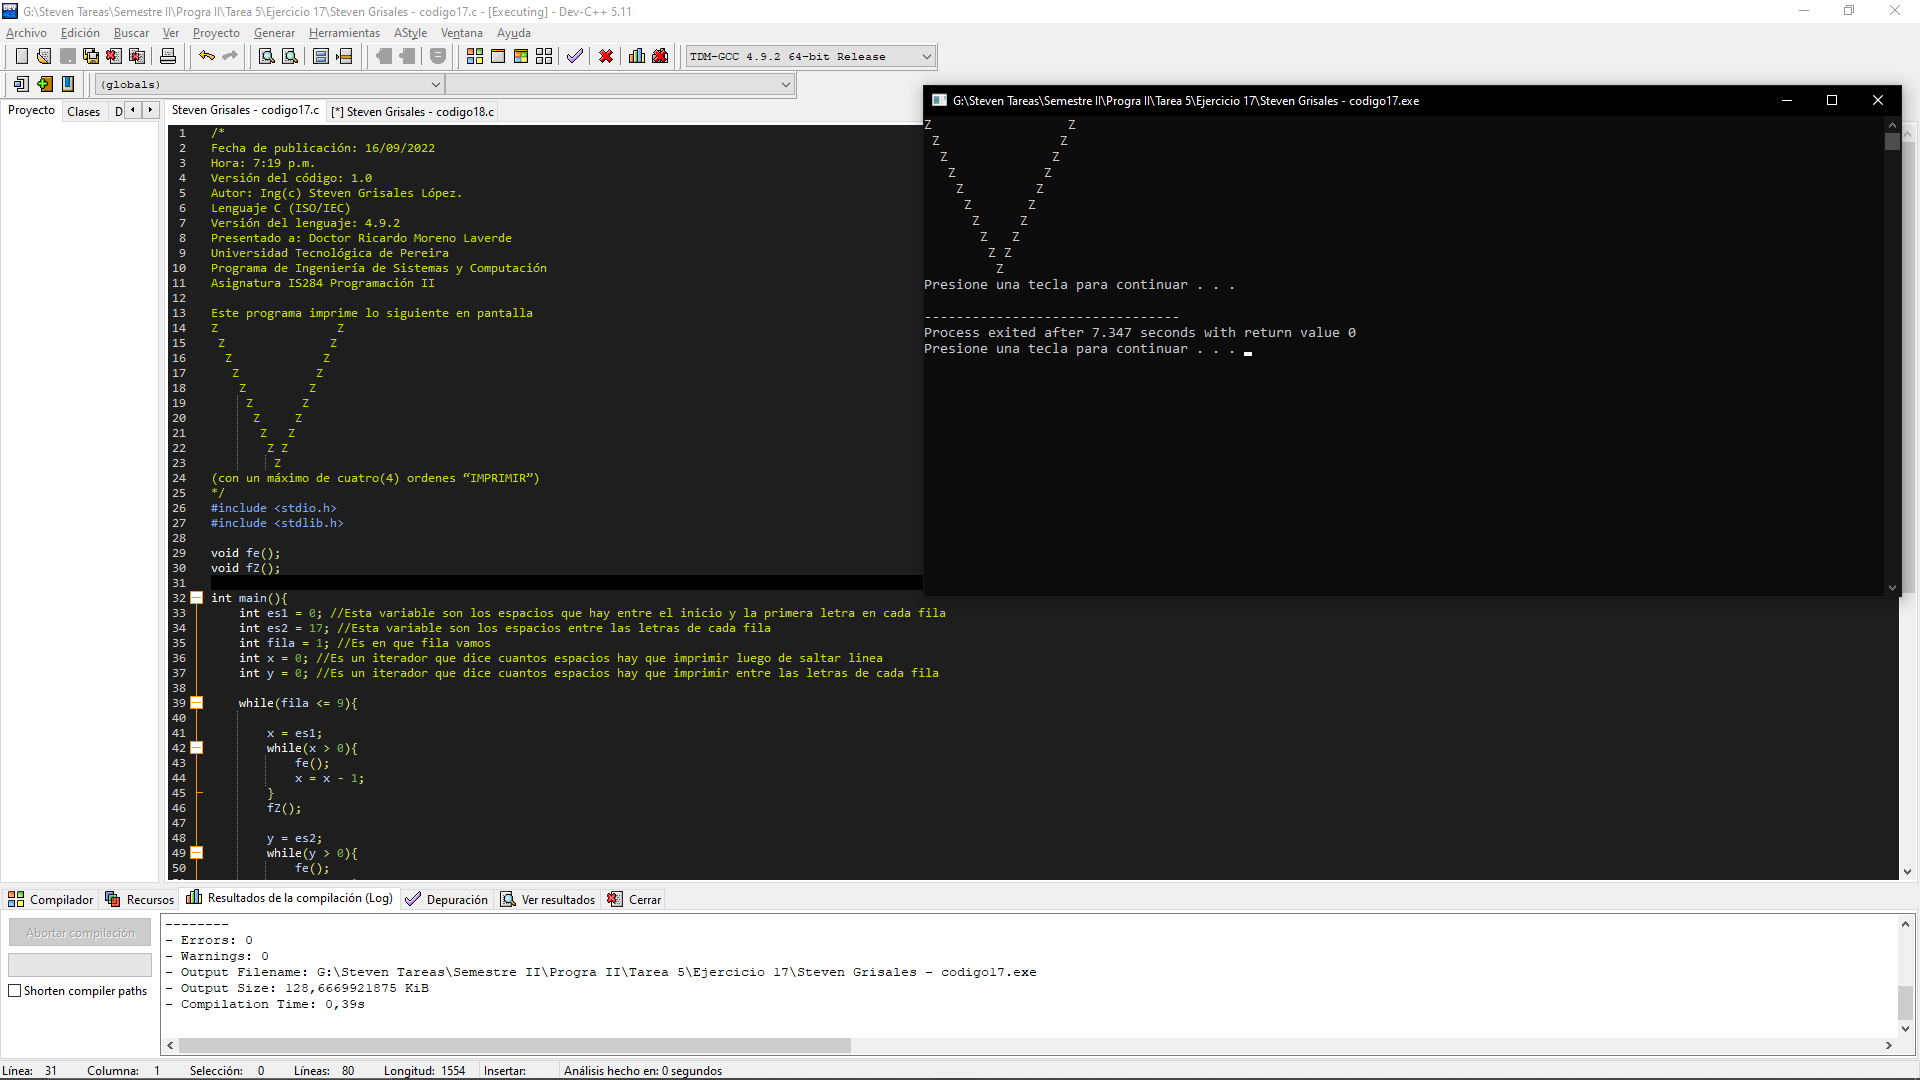 G:\Steven Tareas\Semestre II\Progra II\Tarea 5\Ejercicio 17\Steven Grisales - codigo17.c - [Executing] - Dev-C++ 5.11
Archivo Edición Buscar Ver Proyecto Generar Herramientas AStyle Ventana Ayuda
TDM-GCC 4.9.2 64-bit Release
(globals)
Proyecto Clases D
Steven Grisales - codigo17.c [*] Steven Grisales - codigo18.c
1 /*
2 Fecha de publicación: 16/09/2022
3 Hora: 7:19 p.m.
4 Versión del código: 1.0
5 Autor: Ing(c) Steven Grisales López.
6 Lenguaje C (ISO/IEC)
7 Versión del lenguaje: 4.9.2
8 Presentado a: Doctor Ricardo Moreno Laverde
9 Universidad Tecnológica de Pereira
10 Programa de Ingeniería de Sistemas y Computación
11 Asignatura IS284 Programación II
12
13 Este programa imprime lo siguiente en pantalla
14 Z                 Z
15  Z               Z
16   Z             Z
17    Z           Z
18     Z         Z
19      Z       Z
20       Z     Z
21        Z   Z
22         Z Z
23          Z
24 (con un máximo de cuatro(4) ordenes “IMPRIMIR”)
25 */
26 #include <stdio.h>
27 #include <stdlib.h>
28
29 void fe();
30 void fZ();
31
32 int main(){
33     int es1 = 0; //Esta variable son los espacios que hay entre el inicio y la primera letra en cada fila
34     int es2 = 17; //Esta variable son los espacios entre las letras de cada fila
35     int fila = 1; //Es en que fila vamos
36     int x = 0; //Es un iterador que dice cuantos espacios hay que imprimir luego de saltar linea
37     int y = 0; //Es un iterador que dice cuantos espacios hay que imprimir entre las letras de cada fila
38
39     while(fila <= 9){
40
41         x = es1;
42         while(x > 0){
43             fe();
44             x = x - 1;
45         }
46         fZ();
47
48         y = es2;
49         while(y > 0){
50             fe();
G:\Steven Tareas\Semestre II\Progra II\Tarea 5\Ejercicio 17\Steven Grisales - codigo17.exe
Z                 Z
 Z               Z
  Z             Z
   Z           Z
    Z         Z
     Z       Z
      Z     Z
       Z   Z
        Z Z
         Z
Presione una tecla para continuar . . .
--------------------------------
Process exited after 7.347 seconds with return value 0
Presione una tecla para continuar . . .
Compilador Recursos Resultados de la compilación (Log) Depuración Ver resultados Cerrar
Abortar compilación
Shorten compiler paths
--------
- Errors: 0
- Warnings: 0
- Output Filename: G:\Steven Tareas\Semestre II\Progra II\Tarea 5\Ejercicio 17\Steven Grisales - codigo17.exe
- Output Size: 128,6669921875 KiB
- Compilation Time: 0,39s
Línea: 31 Columna: 1 Selección: 0 Líneas: 80 Longitud: 1554 Insertar: Análisis hecho en: 0 segundos